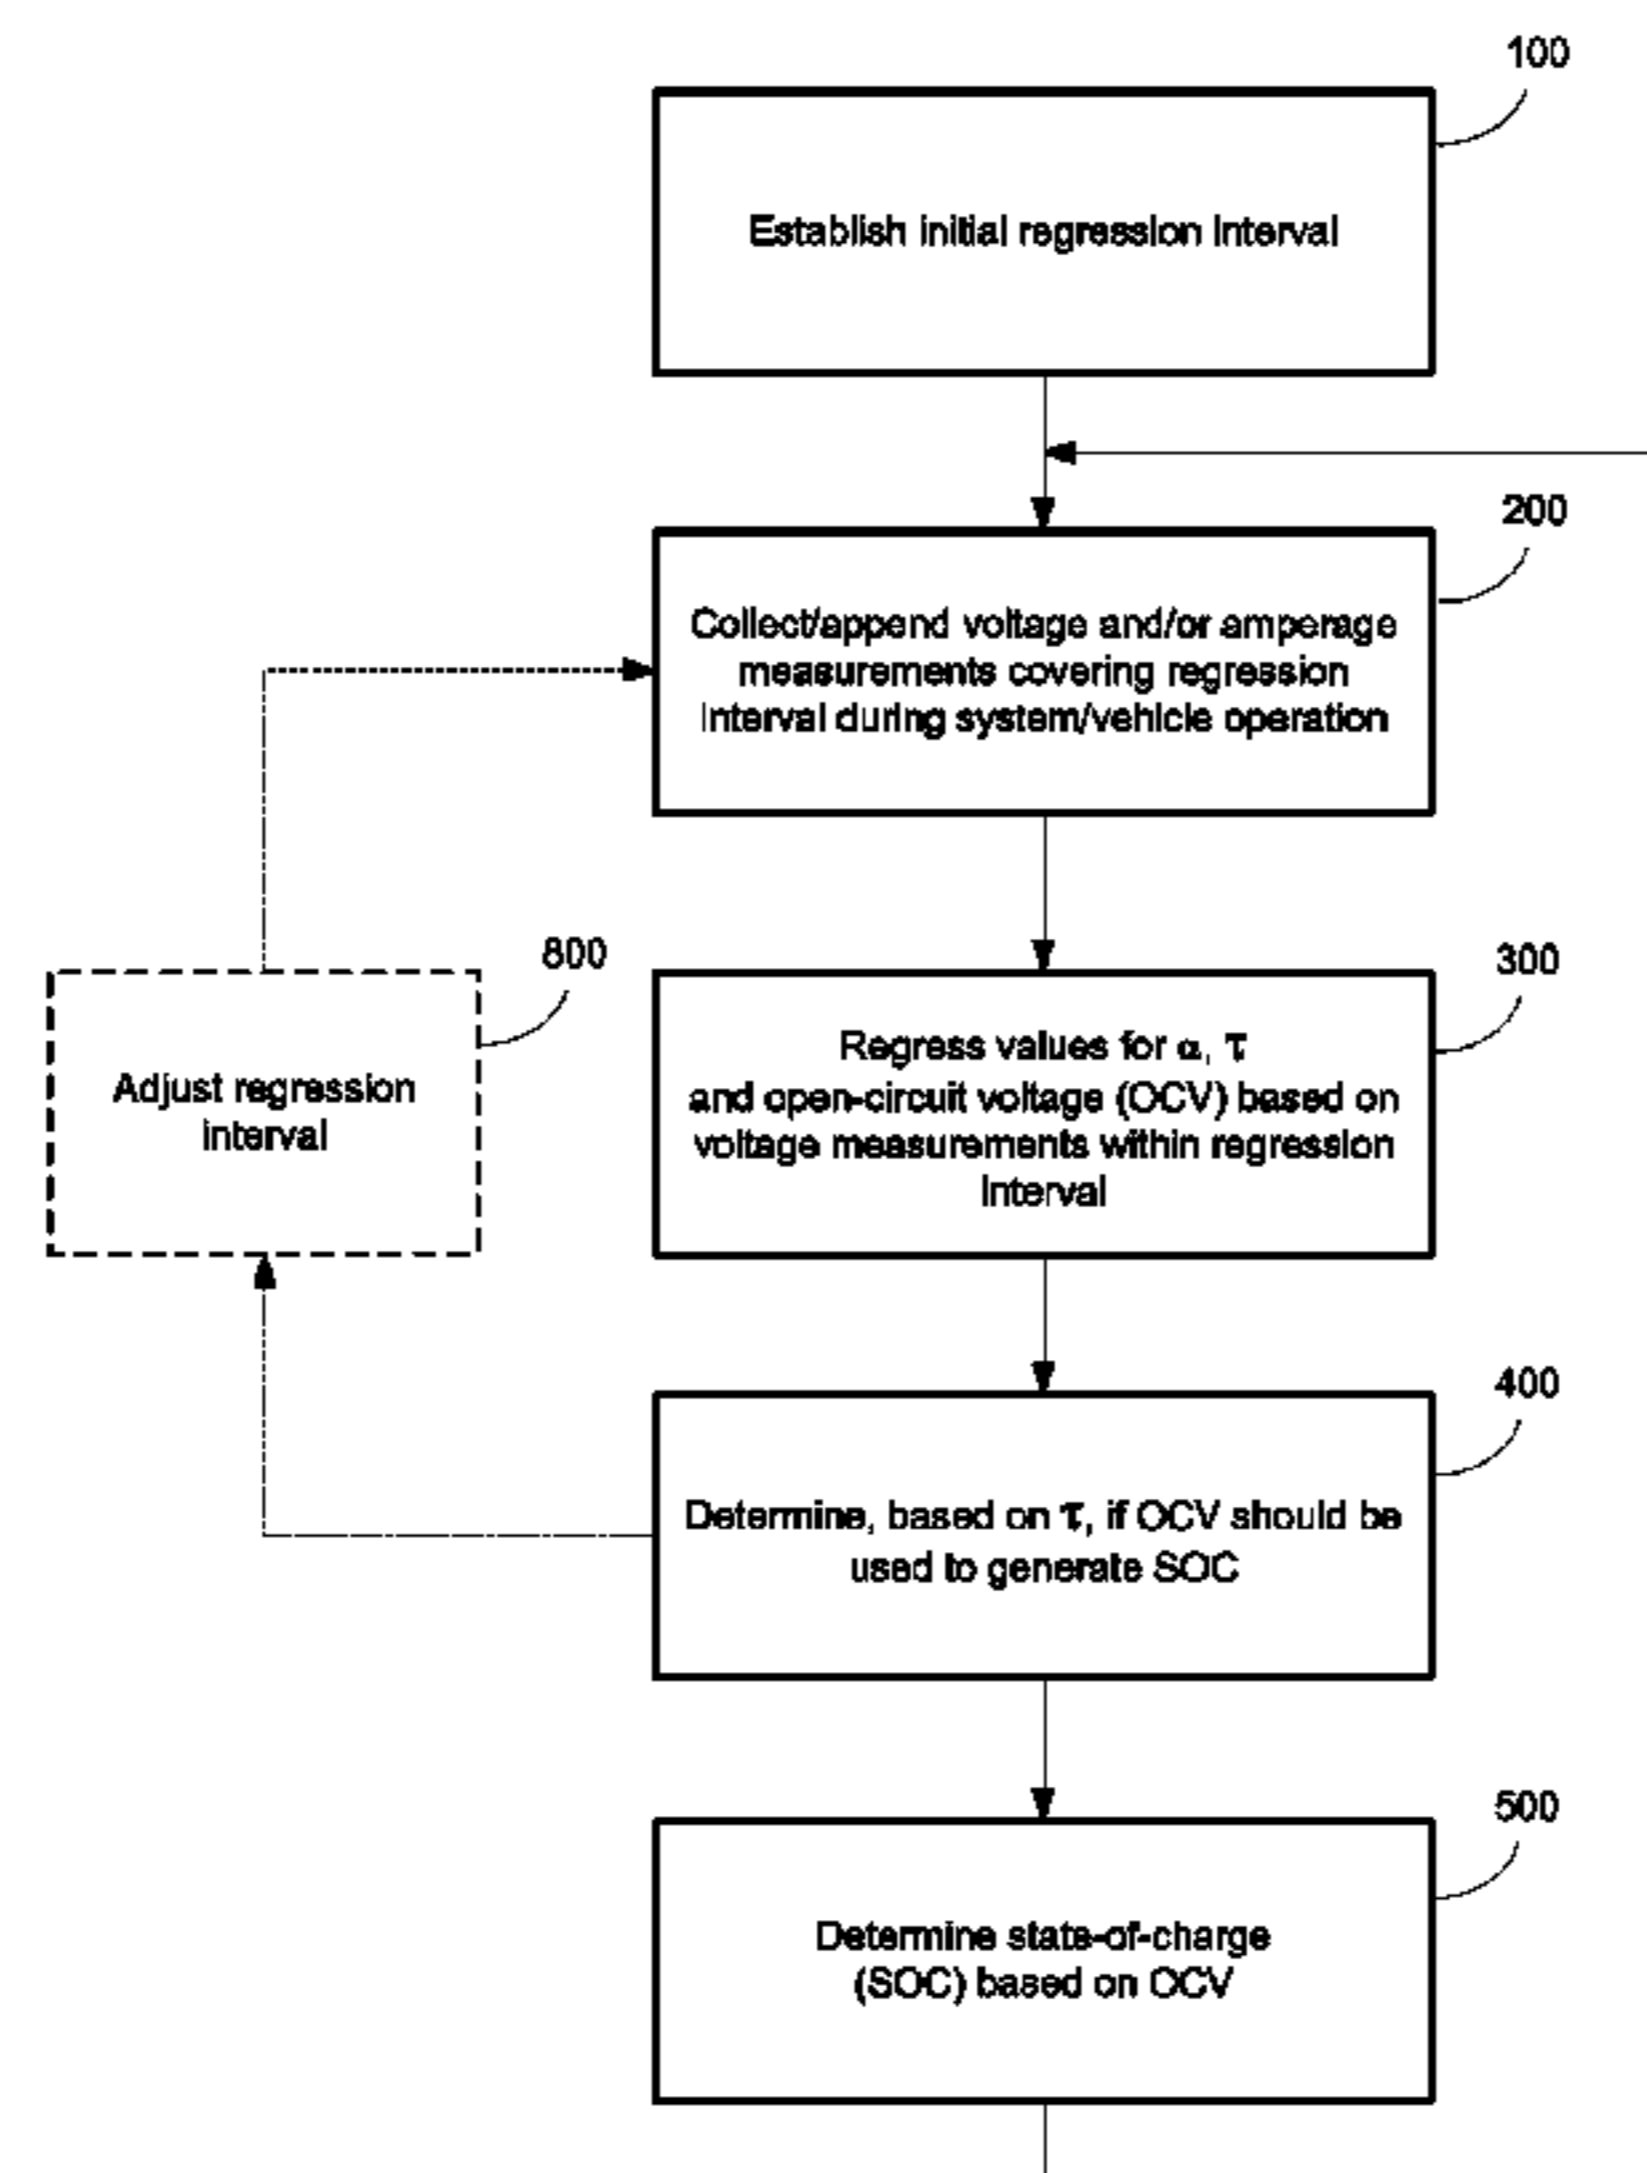 100
Establish initial regression interval
200
Collect/append voltage and/or amperage
measurements covering regression
interval during system/vehicle operation
800
Adjust regression
interval
300
Regress values for α, τ
and open-circuit voltage (OCV) based on
voltage measurements within regression
interval
400
Determine, based on τ, if OCV should be
used to generate SOC
500
Determine state-of-charge
(SOC) based on OCV